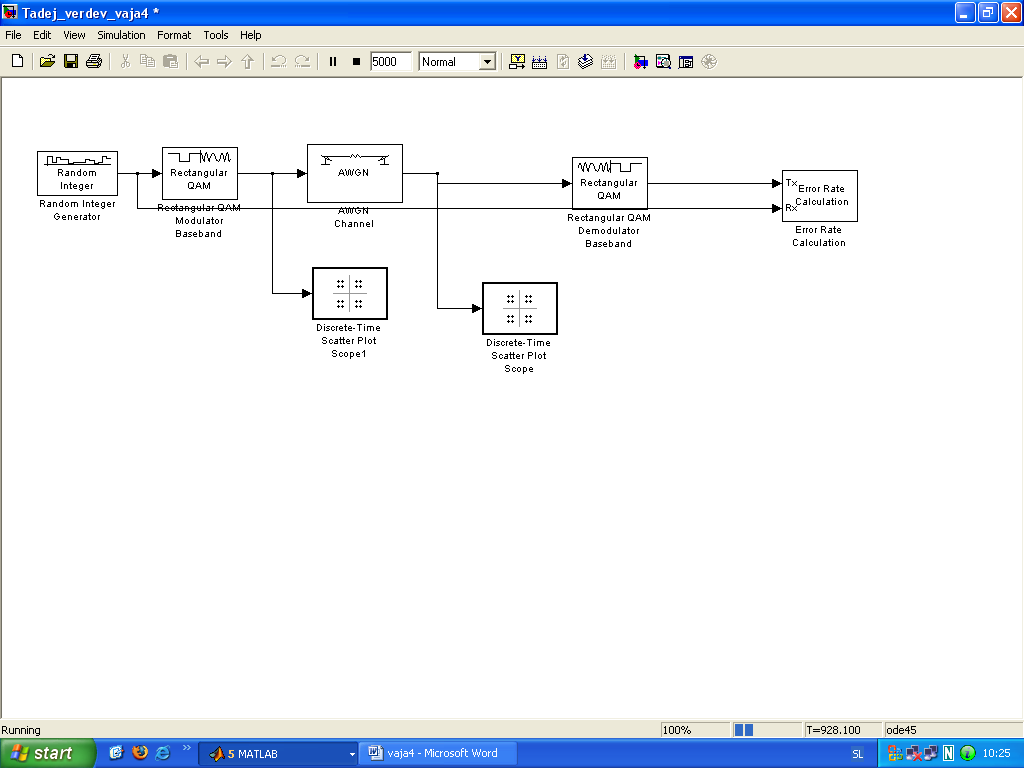 Tadej_verdev_vaja4 *
File Edit View Simulation Format Tools Help
5000 Normal
Random
Integer
Random Integer
Generator
Rectangular
QAM
Rectangular QAM
Modulator
Baseband
AWGN
AWGN
Channel
Rectangular
QAM
Rectangular QAM
Demodulator
Baseband
Tx
Rx
Error Rate
Calculation
Error Rate
Calculation
Discrete-Time
Scatter Plot
Scope1
Discrete-Time
Scatter Plot
Scope
Running 100% T=928.100 ode45
start 5 MATLAB vaja4 - Microsoft Word SL N 10:25